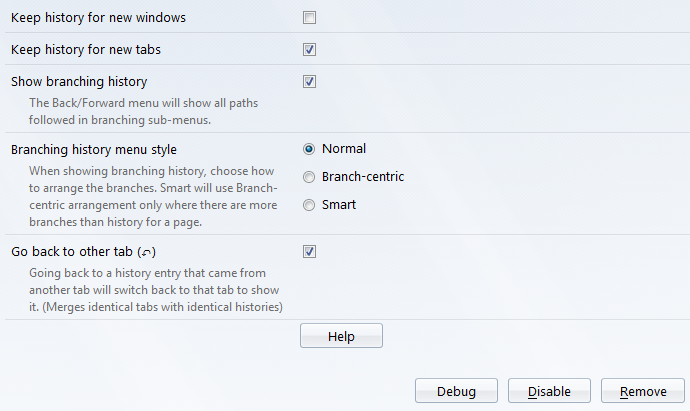 Keep history for new windows
Keep history for new tabs
Show branching history
The Back/Forward menu will show all paths
followed in branching sub-menus.
Branching history menu style
Normal
When showing branching history, choose how
to arrange the branches. Smart will use Branch-
centric arrangement only where there are more
branches than history for a page.
Branch-centric
Smart
Go back to other tab (⤺)
Going back to a history entry that came from
another tab will switch back to that tab to show
it. (Merges identical tabs with identical histories)
Help
Debug
Disable
Remove